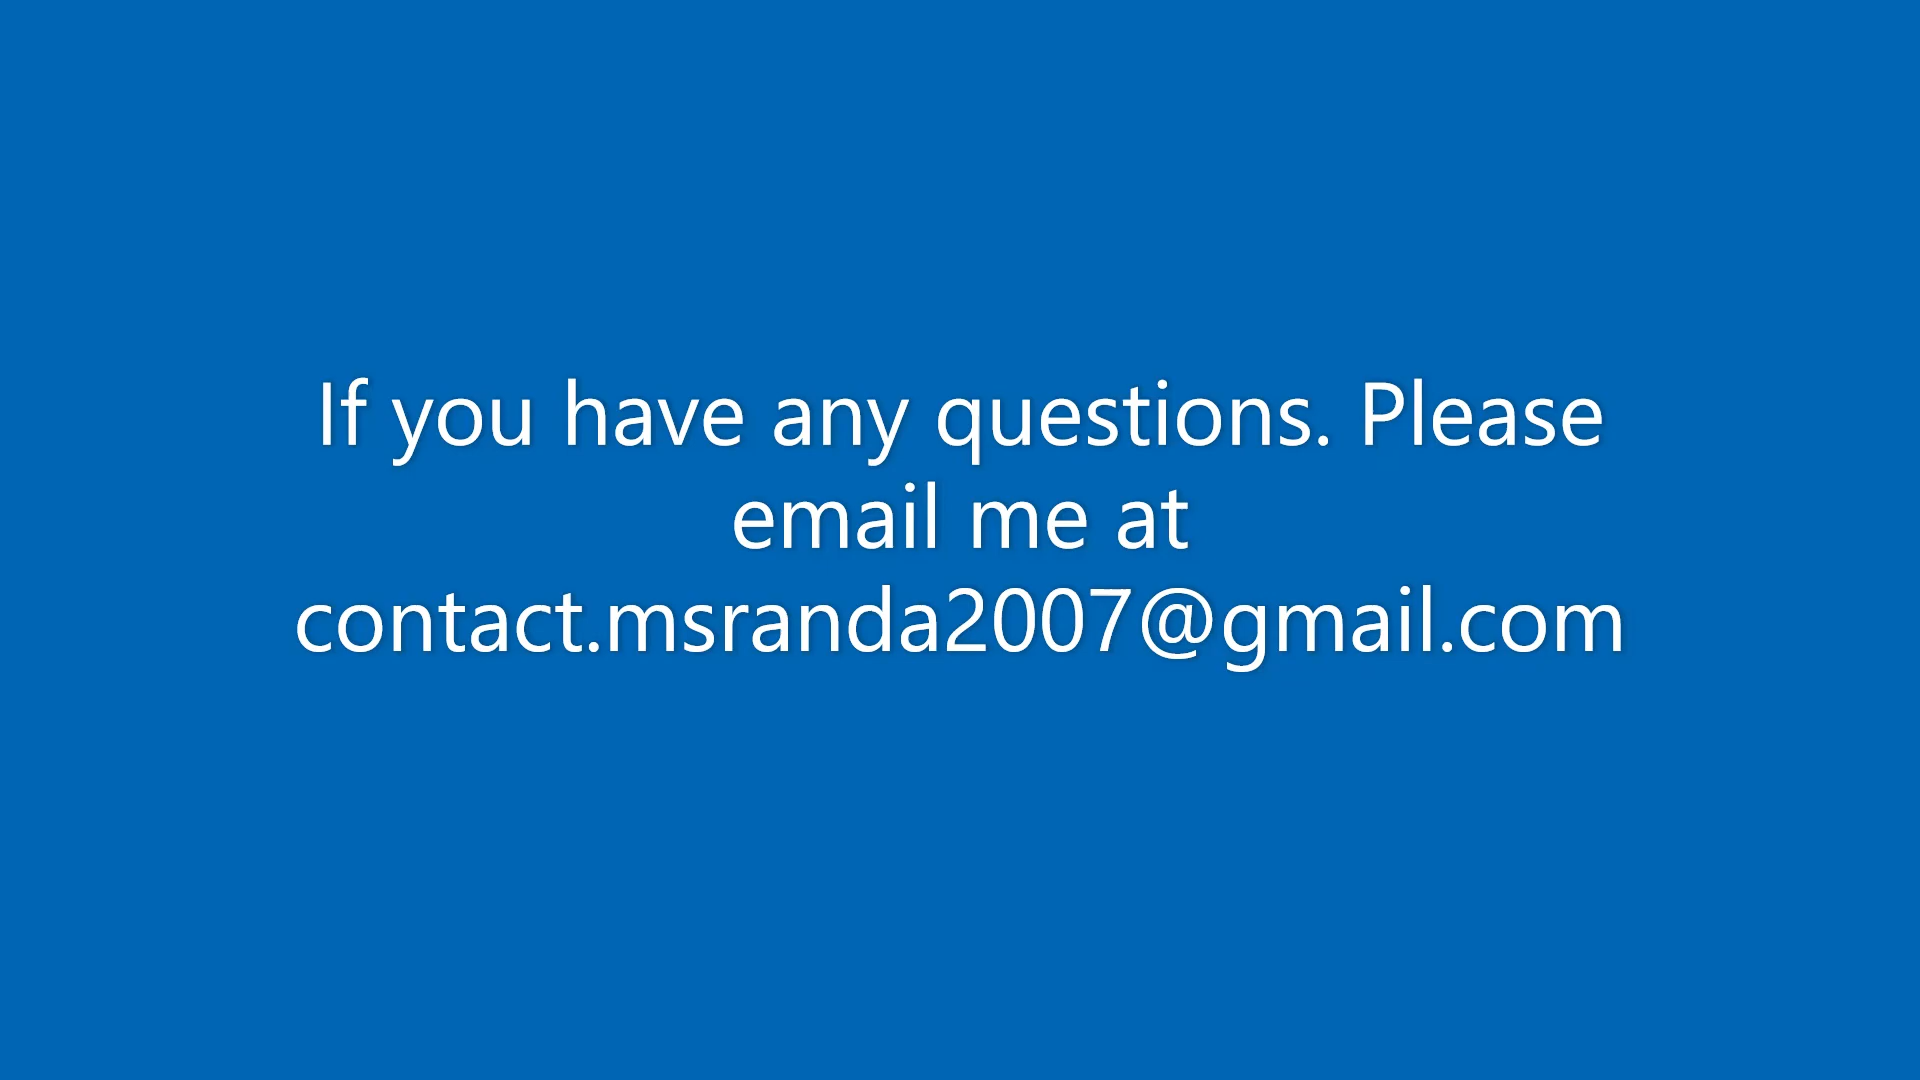 If you have any questions. Please
email me at
contact.msranda2007@gmail.com